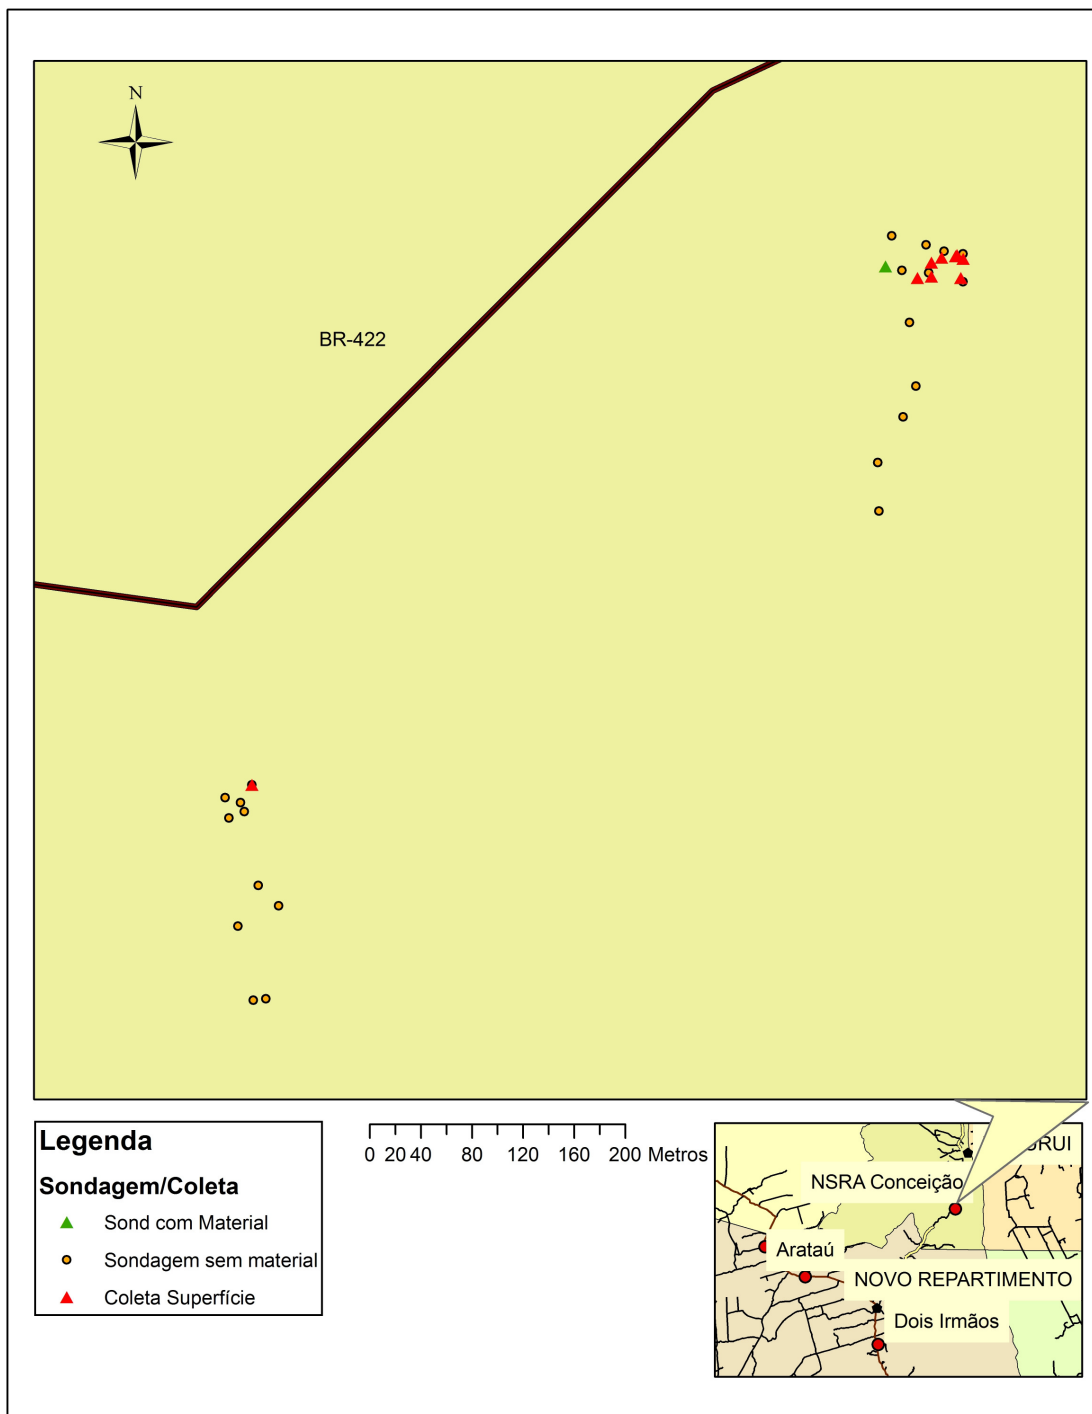 N
BR-422
Legenda
Sondagem/Coleta
Sond com Material
Sondagem sem material
Coleta Superfície
0 20 40 80 120 160 200 Metros
URUI
NSRA Conceição
Arataú
NOVO REPARTIMENTO
Dois Irmãos